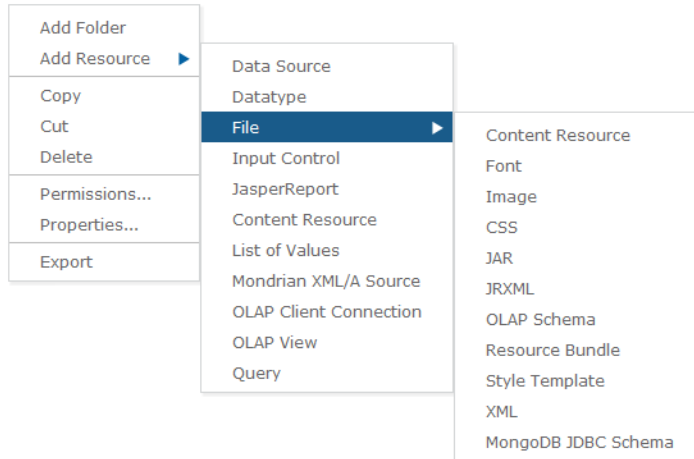 Add Folder
Add Resource
Copy
Cut
Delete
Permissions...
Properties...
Export
Data Source
Datatype
File
Input Control
JasperReport
Content Resource
List of Values
Mondrian XML/A Source
OLAP Client Connection
OLAP View
Query
Content Resource
Font
Image
CSS
JAR
JRXML
OLAP Schema
Resource Bundle
Style Template
XML
MongoDB JDBC Schema